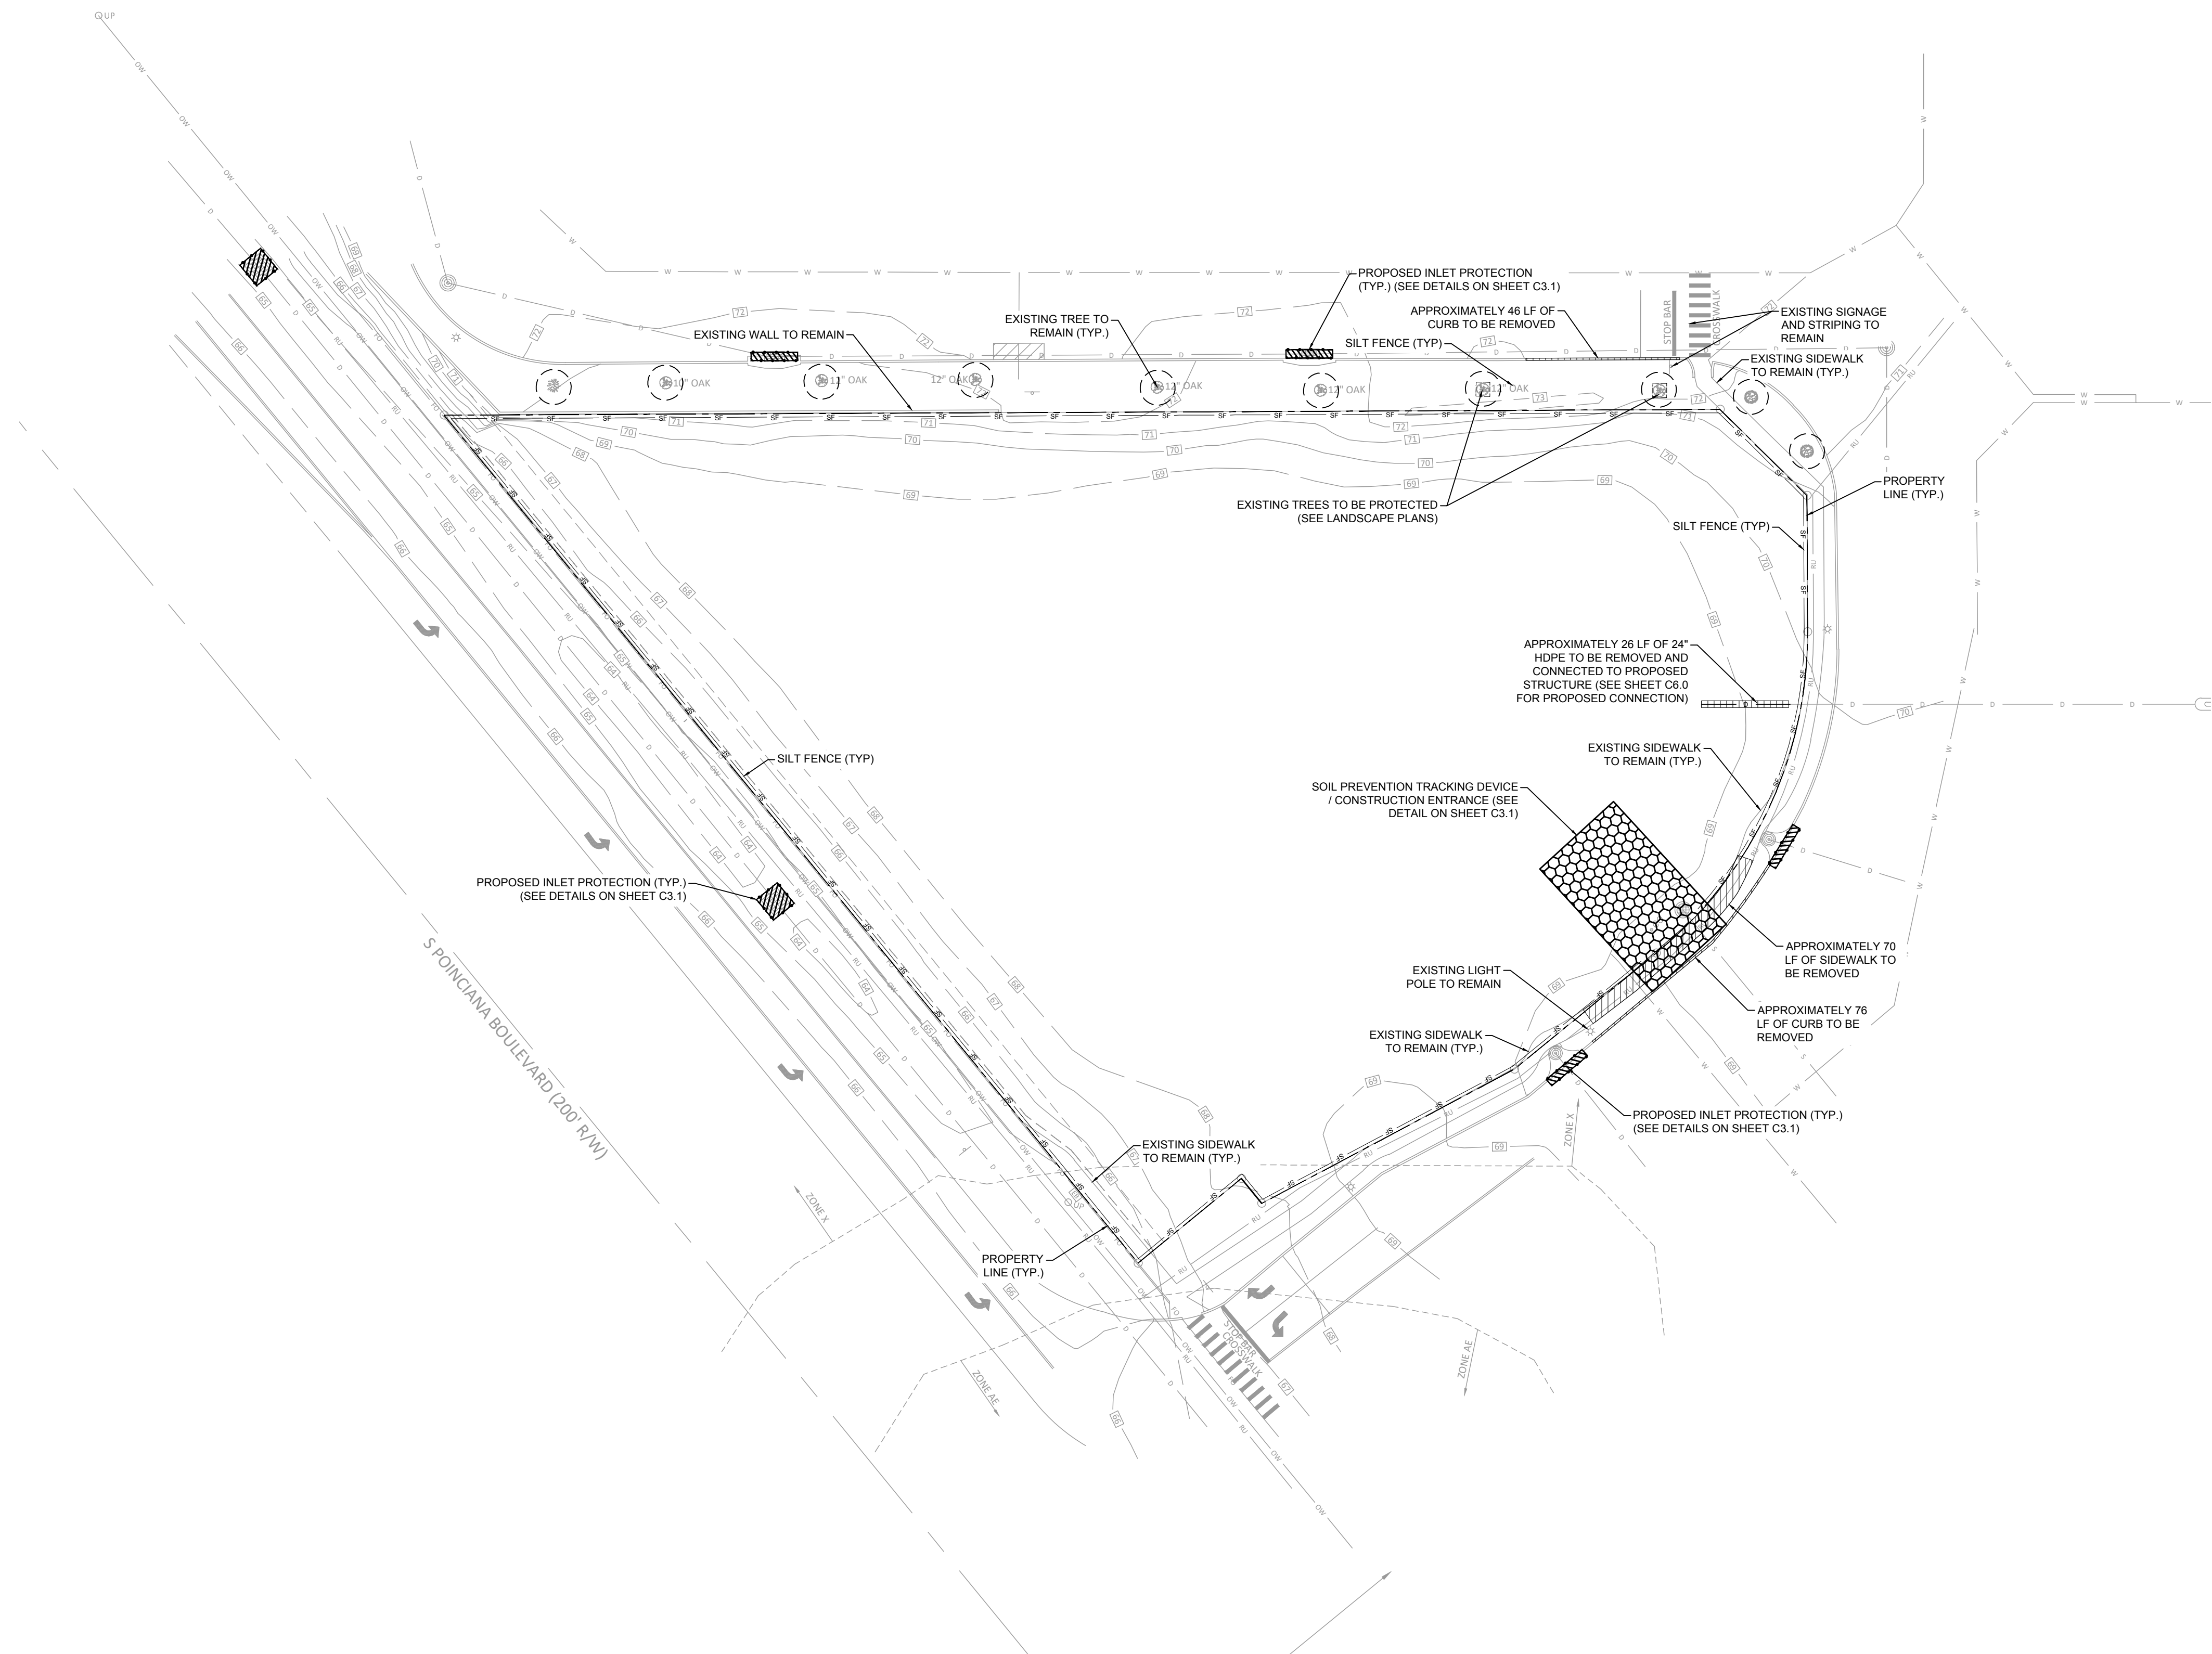 UP
PROPOSED INLET PROTECTION
(TYP.) (SEE DETAILS ON SHEET C3.1)
APPROXIMATELY 46 LF OF
CURB TO BE REMOVED
STOP BAR
CROSSWALK
EXISTING SIGNAGE
AND STRIPING TO
REMAIN
EXISTING TREE TO
REMAIN (TYP.)
EXISTING WALL TO REMAIN
SILT FENCE (TYP)
EXISTING SIDEWALK
TO REMAIN (TYP.)
10" OAK
12" OAK
12" OAK
12" OAK
12" OAK
12" OAK
EXISTING TREES TO BE PROTECTED
(SEE LANDSCAPE PLANS)
PROPERTY
LINE (TYP.)
SILT FENCE (TYP)
APPROXIMATELY 26 LF OF 24"
HDPE TO BE REMOVED AND
CONNECTED TO PROPOSED
STRUCTURE (SEE SHEET C6.0
FOR PROPOSED CONNECTION)
EXISTING SIDEWALK
TO REMAIN (TYP.)
SILT FENCE (TYP)
SOIL PREVENTION TRACKING DEVICE
/ CONSTRUCTION ENTRANCE (SEE
DETAIL ON SHEET C3.1)
PROPOSED INLET PROTECTION (TYP.)
(SEE DETAILS ON SHEET C3.1)
S POINCIANA BOULEVARD (200' R/W)
APPROXIMATELY 70
LF OF SIDEWALK TO
BE REMOVED
EXISTING LIGHT
POLE TO REMAIN
APPROXIMATELY 76
LF OF CURB TO BE
REMOVED
EXISTING SIDEWALK
TO REMAIN (TYP.)
PROPOSED INLET PROTECTION (TYP.)
(SEE DETAILS ON SHEET C3.1)
ZONE X
EXISTING SIDEWALK
TO REMAIN (TYP.)
UP
ZONE X
PROPERTY
LINE (TYP.)
STOP BAR
CROSSWALK
ZONE AE
ZONE AE